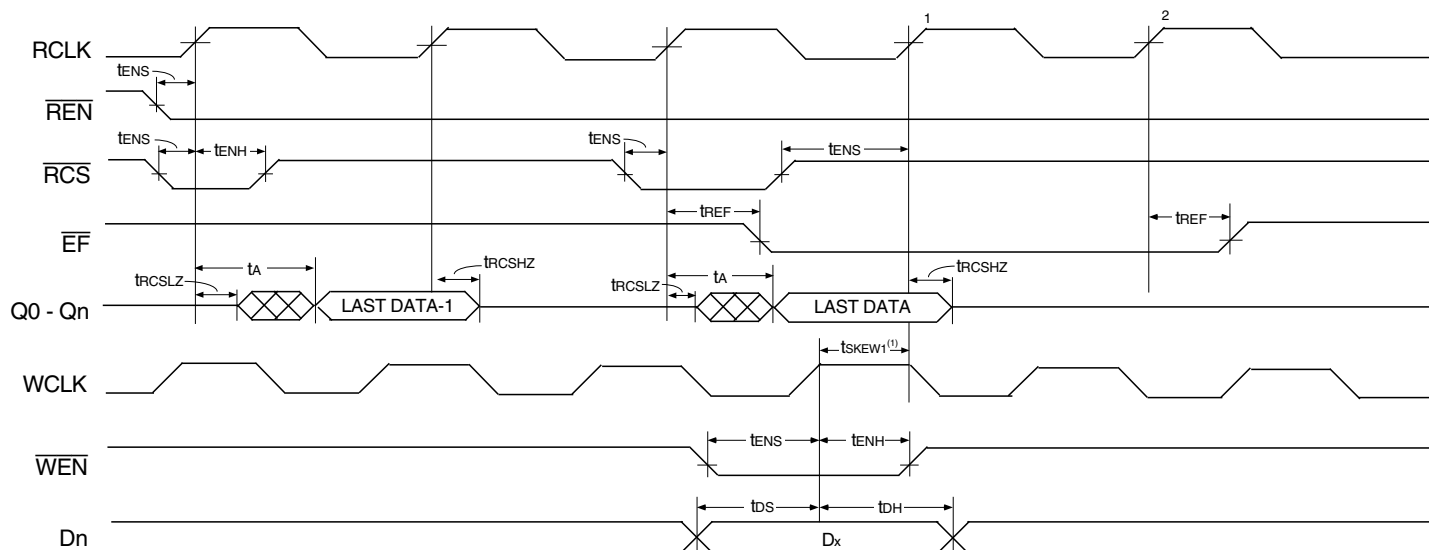 1 2
RCLK
tENS
REN
tENS tENH tENS tENS
RCS
tREF tREF
EF
tA tRCSHZ tA tRCSHZ
tRCSLZ tRCSLZ
Q0 - Qn LAST DATA-1 LAST DATA
tSKEW1(1)
WCLK
tENS tENH
WEN
tDS tDH
Dn Dx